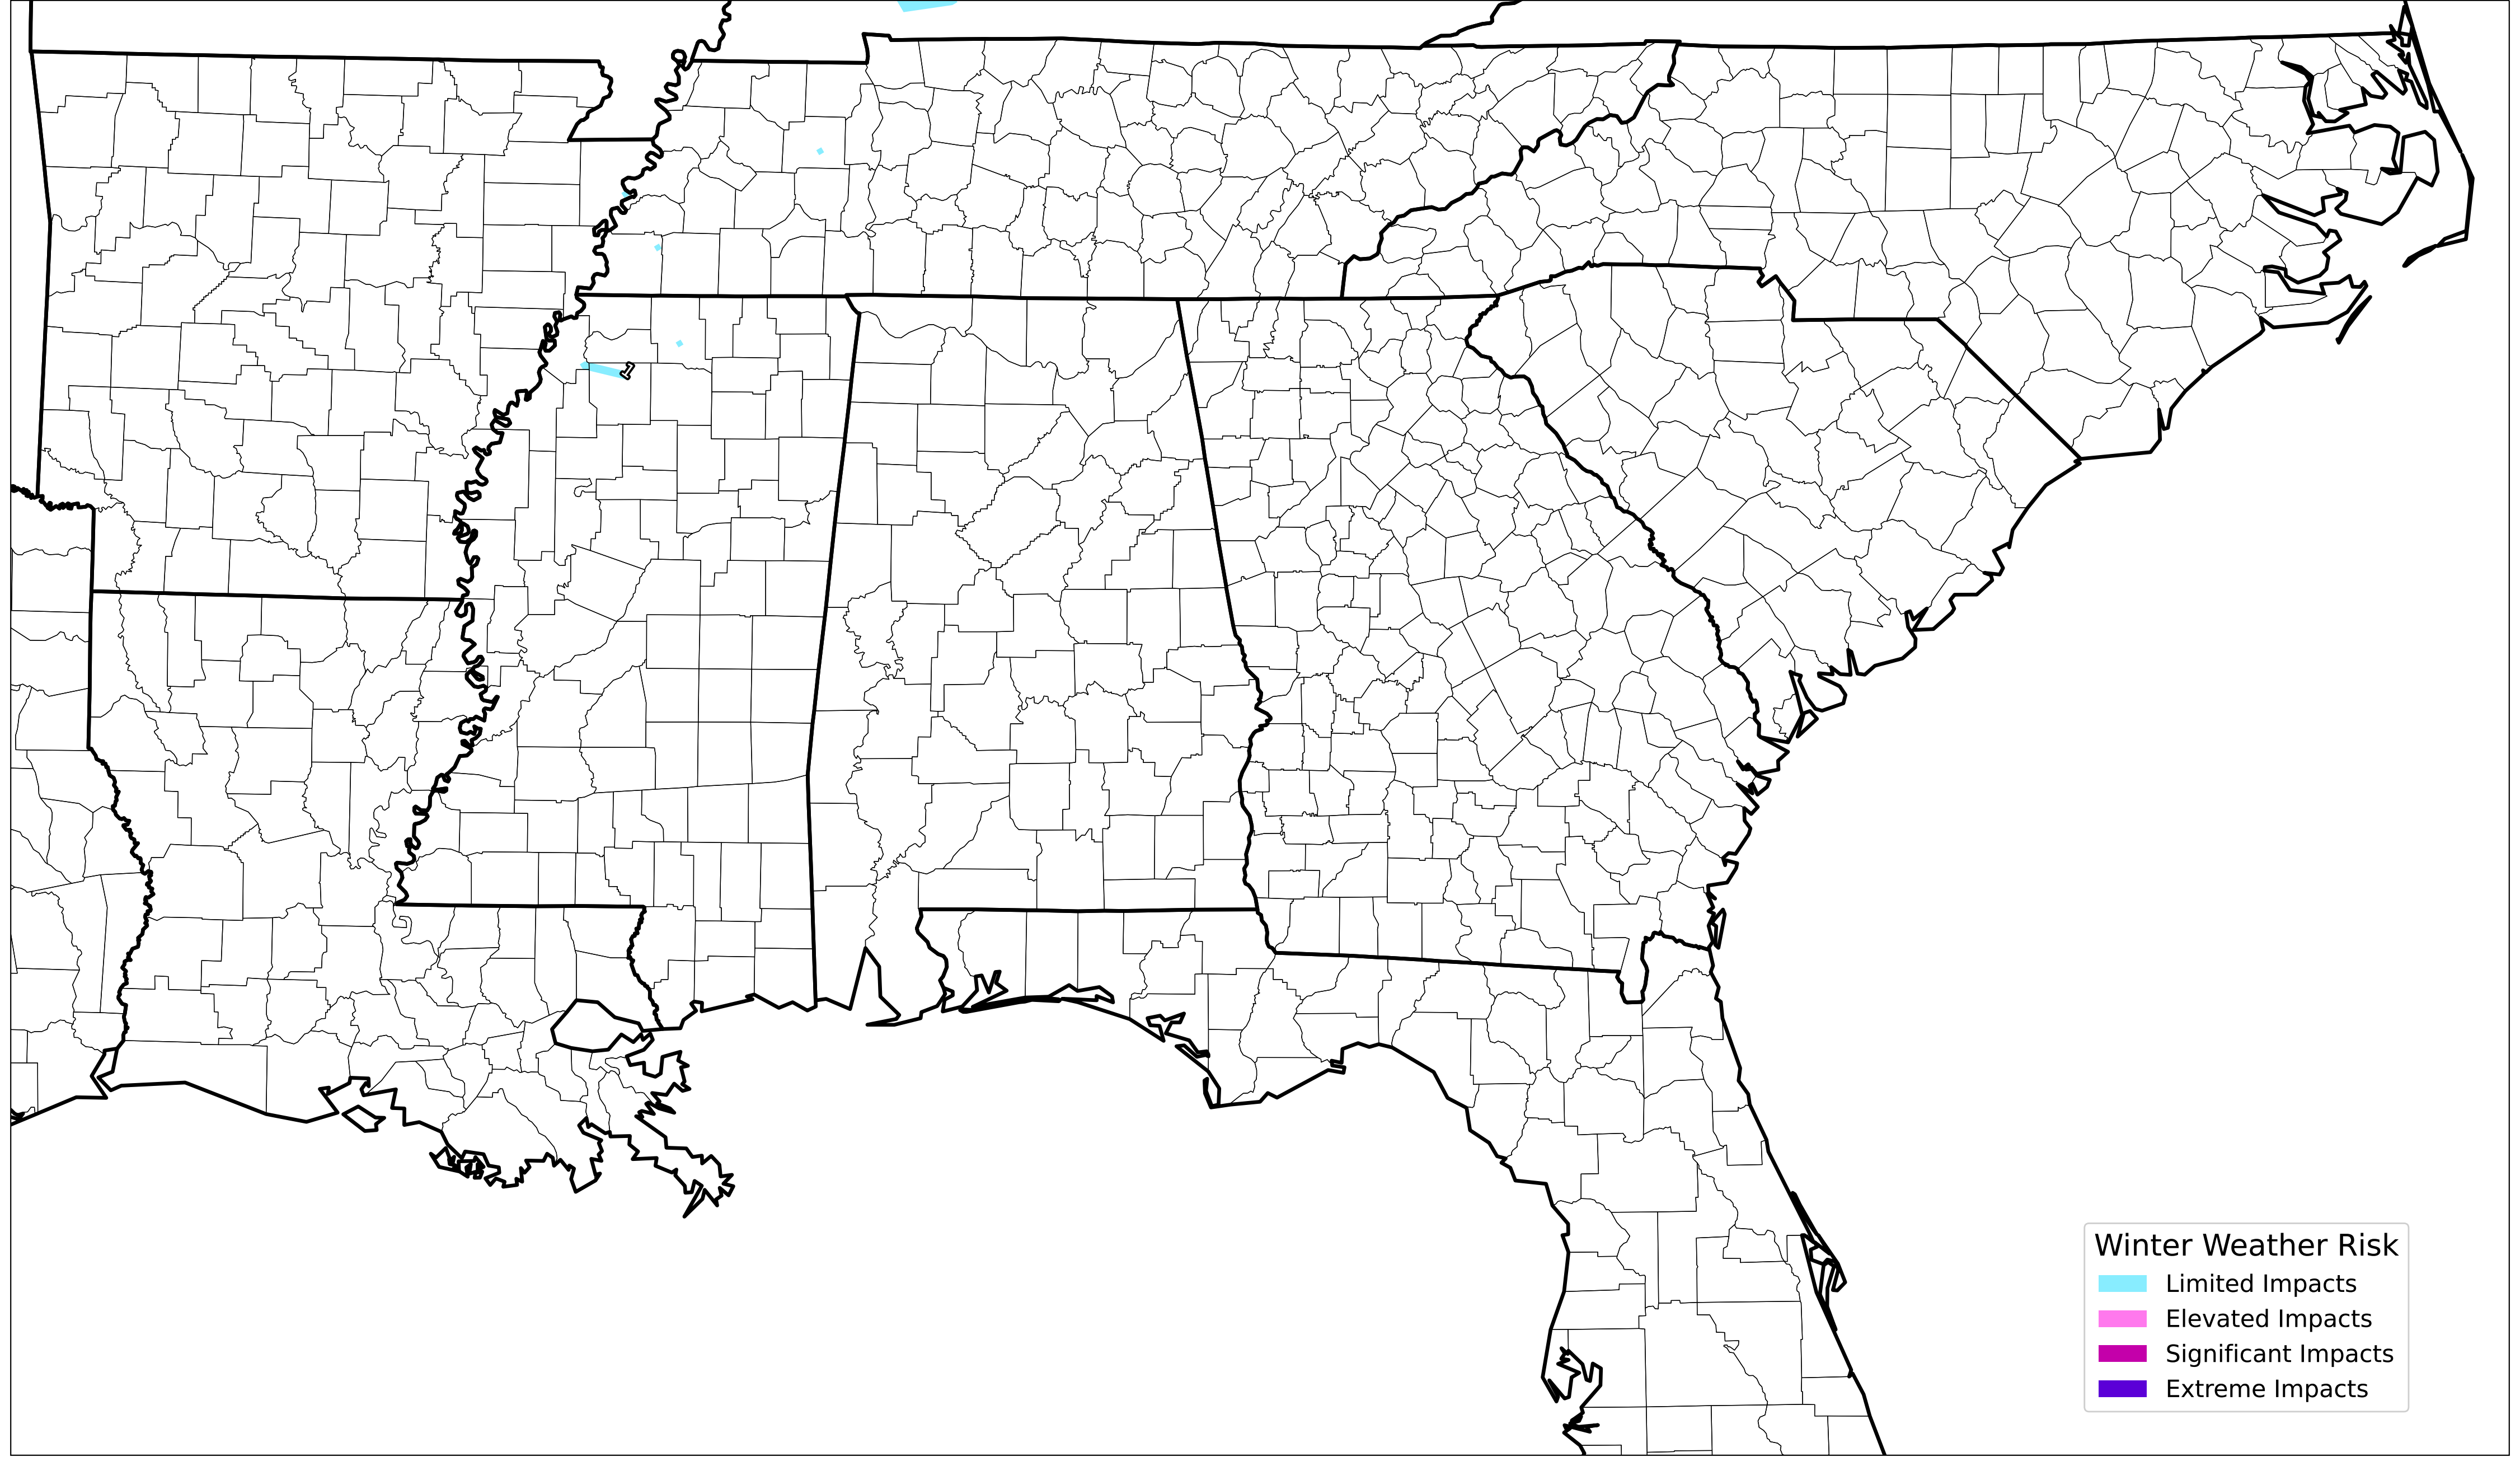 Winter Weather Risk
Limited Impacts
Elevated Impacts
Significant Impacts
Extreme Impacts